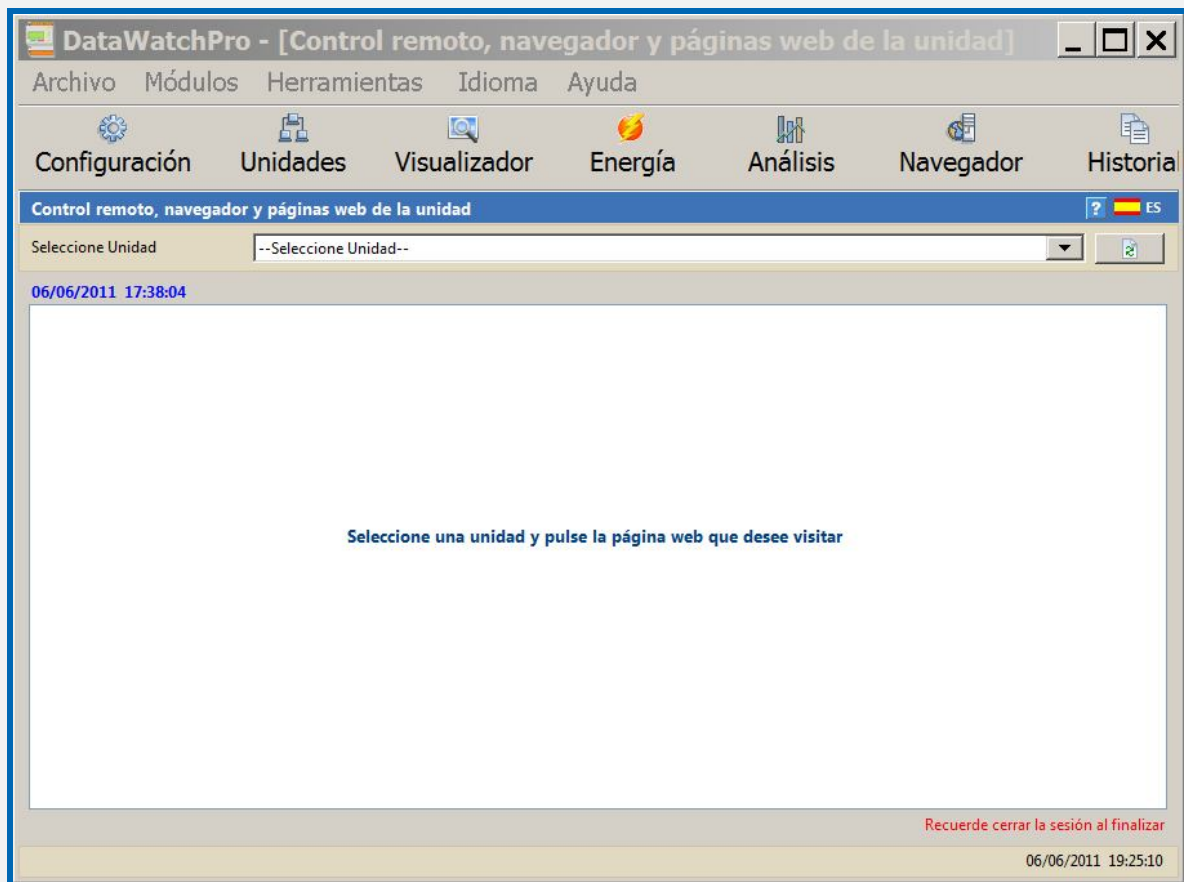 DataWatchPro - [Control remoto, navegador y páginas web de la unidad]
Archivo Módulos Herramientas Idioma Ayuda
Configuración Unidades Visualizador Energía Análisis Navegador Historial
Control remoto, navegador y páginas web de la unidad ? ES
Seleccione Unidad --Seleccione Unidad--
06/06/2011 17:38:04
Seleccione una unidad y pulse la página web que desee visitar
Recuerde cerrar la sesión al finalizar
06/06/2011 19:25:10